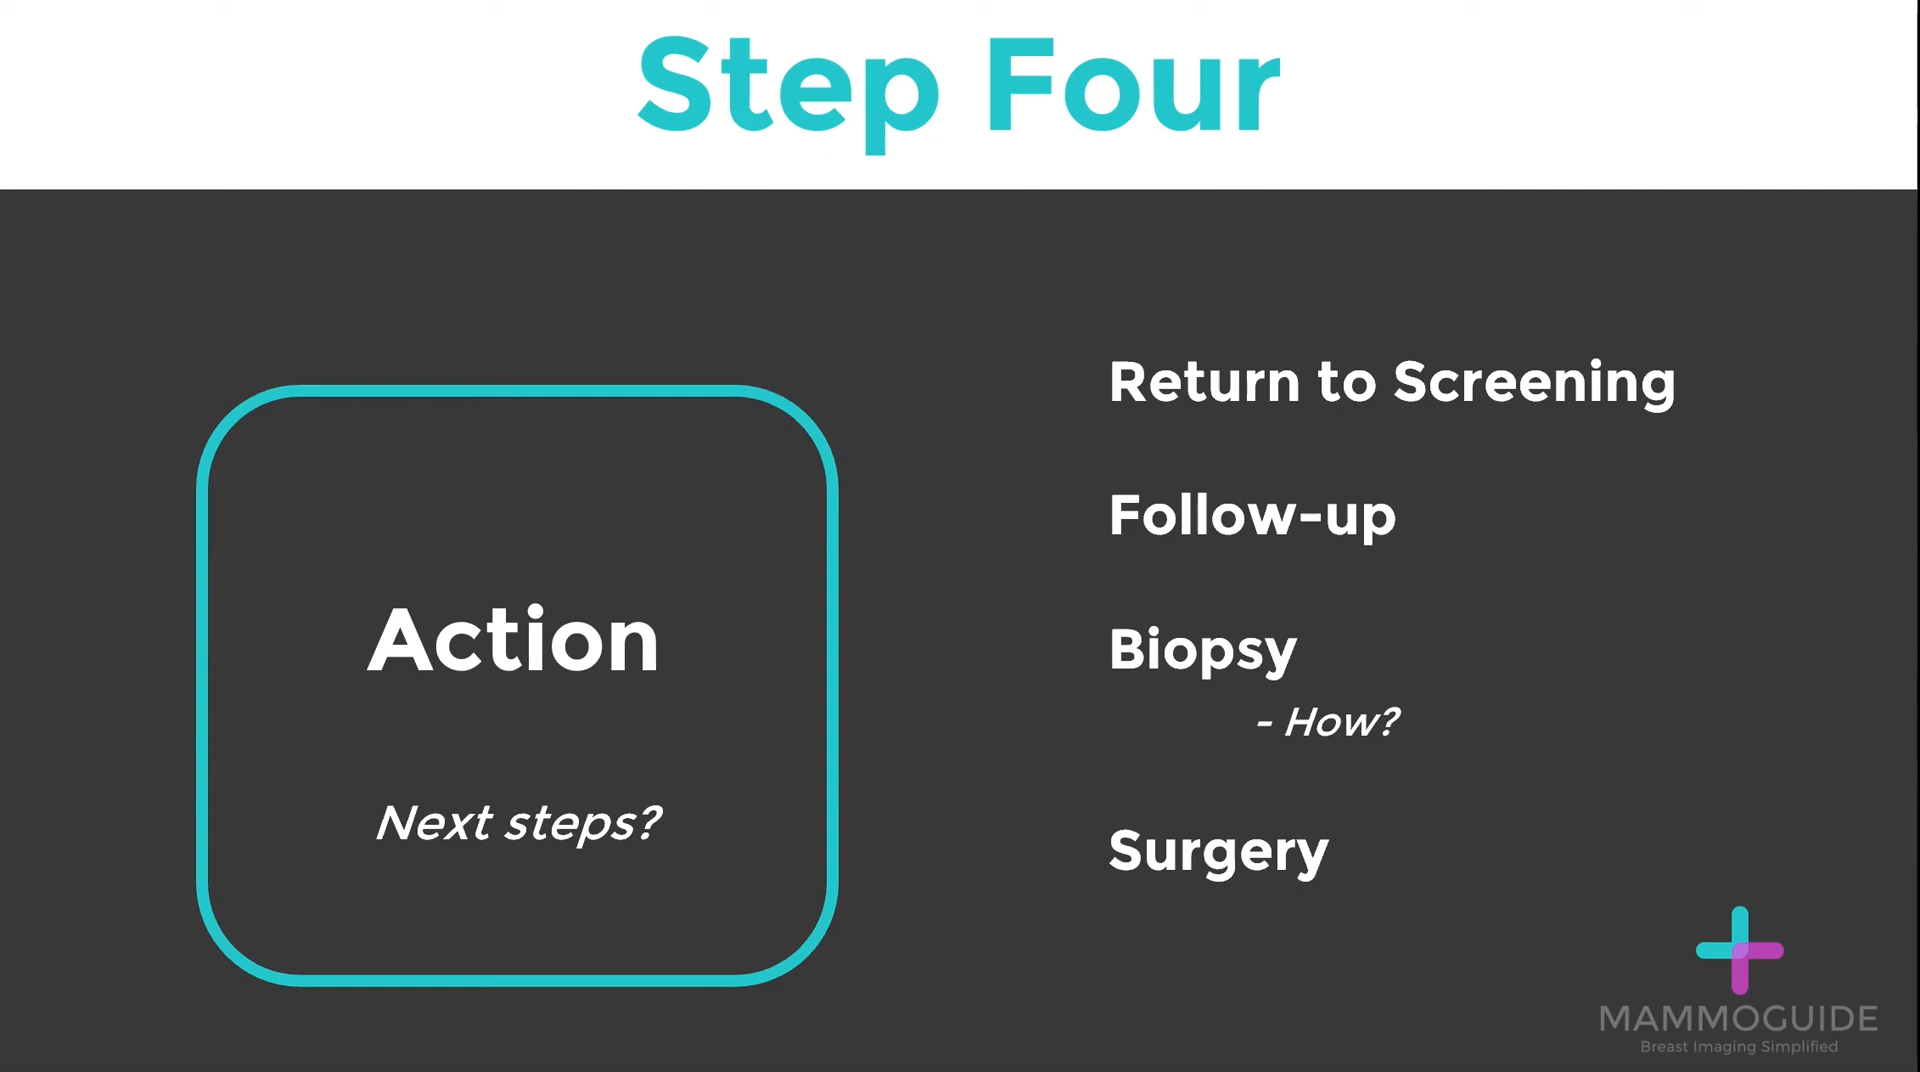 Step Four
Action
Next steps?
Return to Screening
Follow-up
Biopsy
- How?
Surgery
MAMMOGUIDE
Breast Imaging Simplified